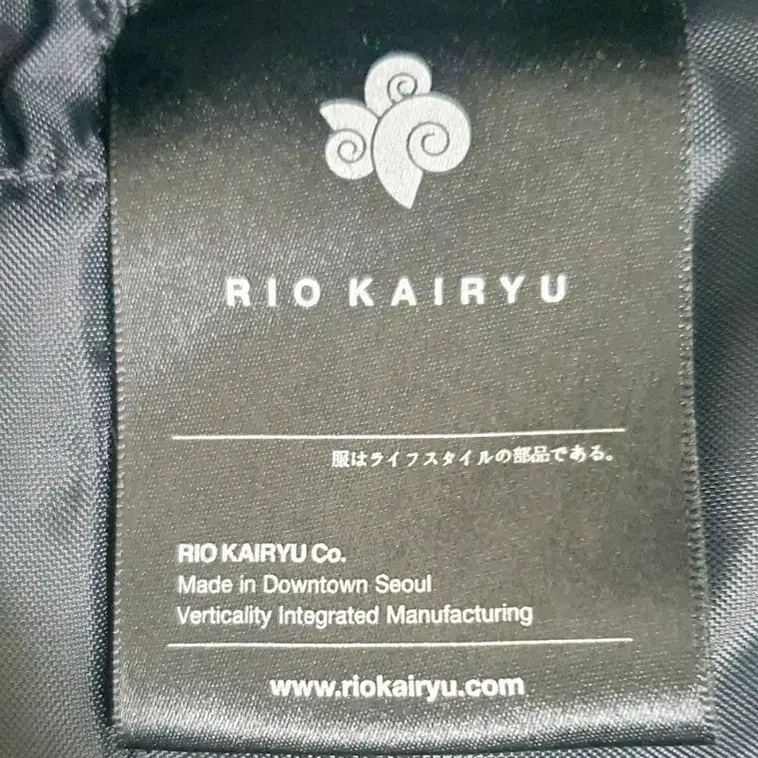 RIO KAIRYU
服はライフスタイルの部品である。
RIO KAIRYU Co.
Made in Downtown Seoul
Verticality Integrated Manufacturing
www.riokairyu.com